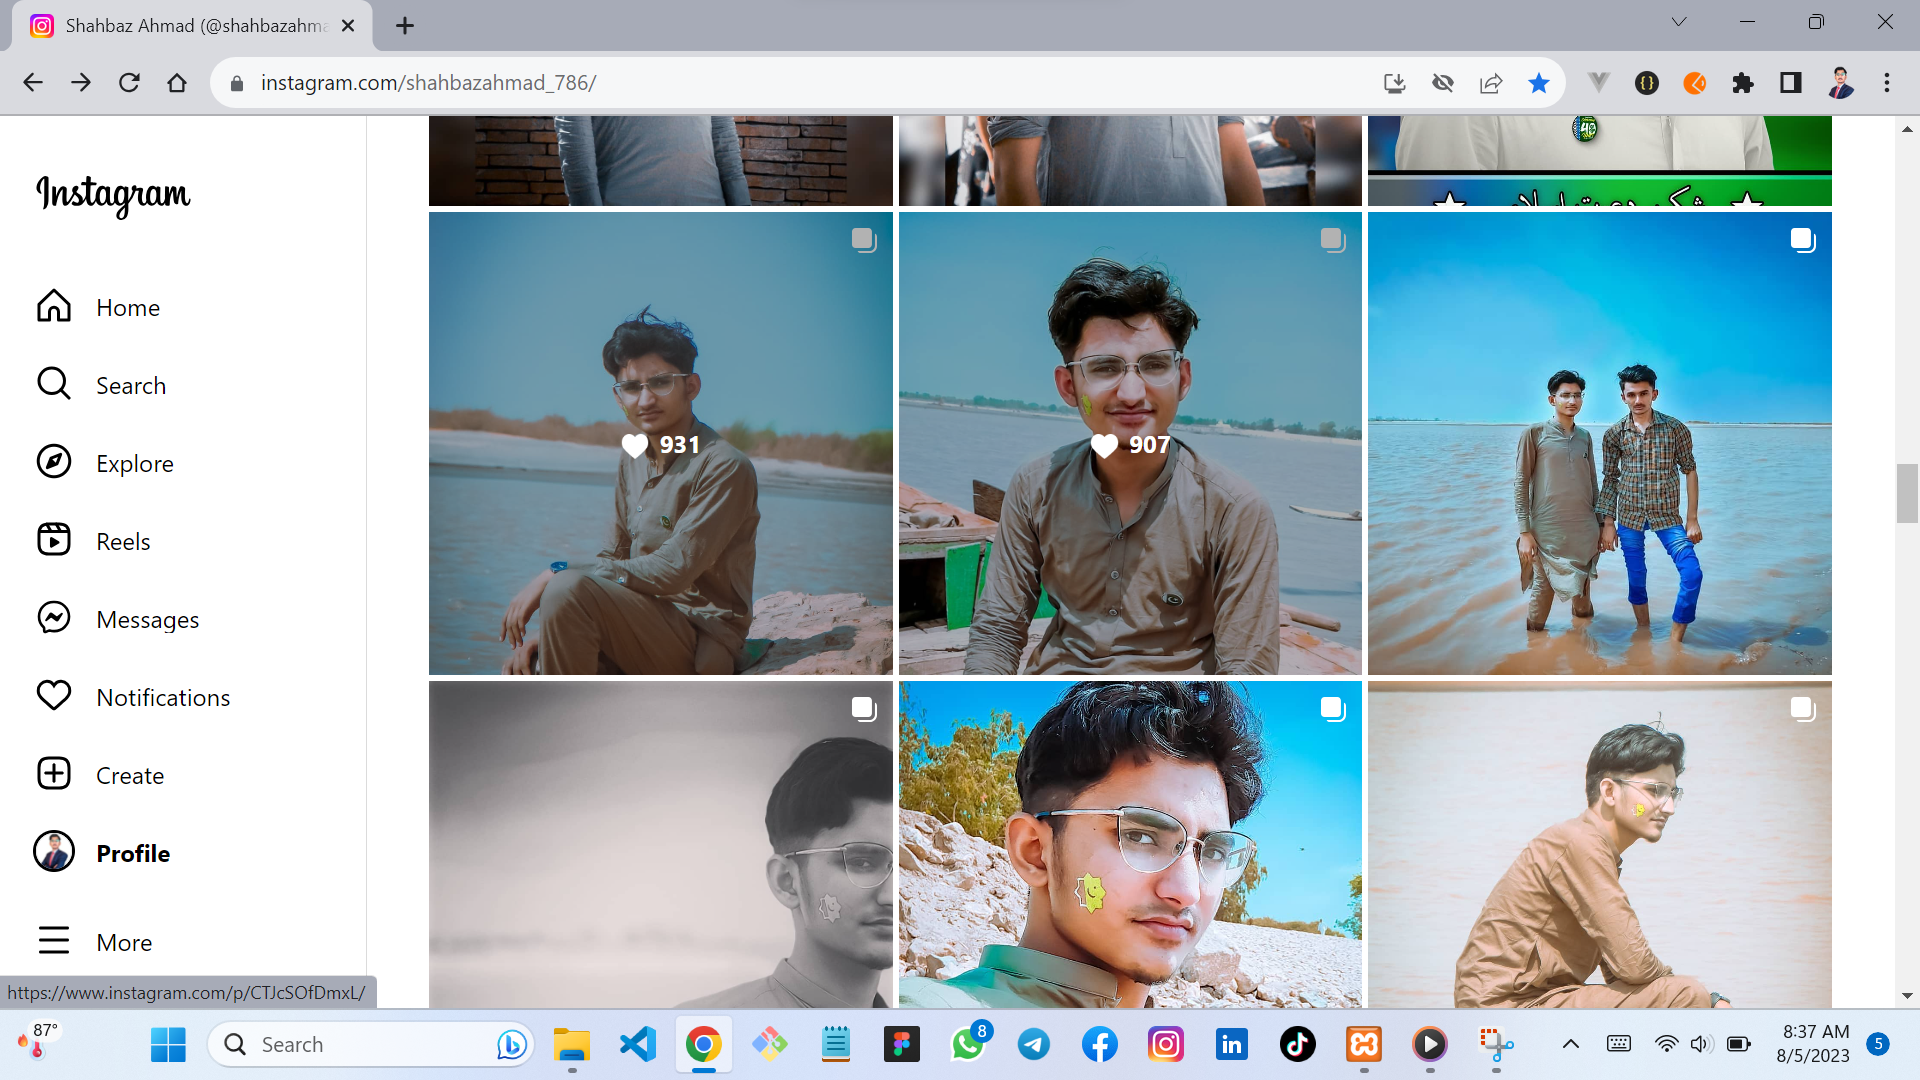 Shahbaz Ahmad (@shahbazahma
instagram.com/shahbazahmad_786/
Instagram
Home
Search
Explore
Reels
Messages
Notifications
Create
Profile
More
40
931
907
https://www.instagram.com/p/CTJcSOfDmxL/
87°
Search
8
8:37 AM
8/5/2023
5